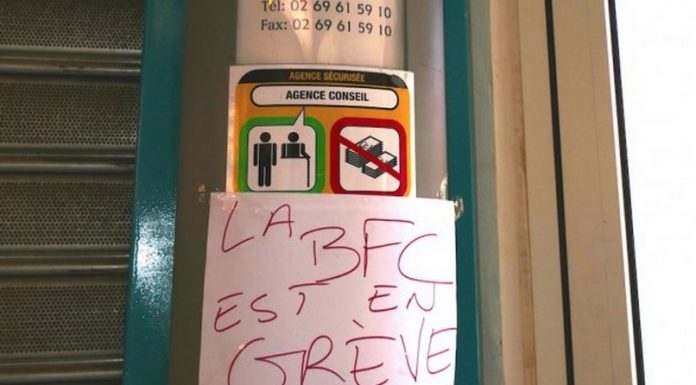 Tél: 02 69 61 59 10
Fax: 02 69 61 59 10
AGENCE SÉCURISÉE
AGENCE CONSEIL
LA BFC
EST EN
GRÈVE